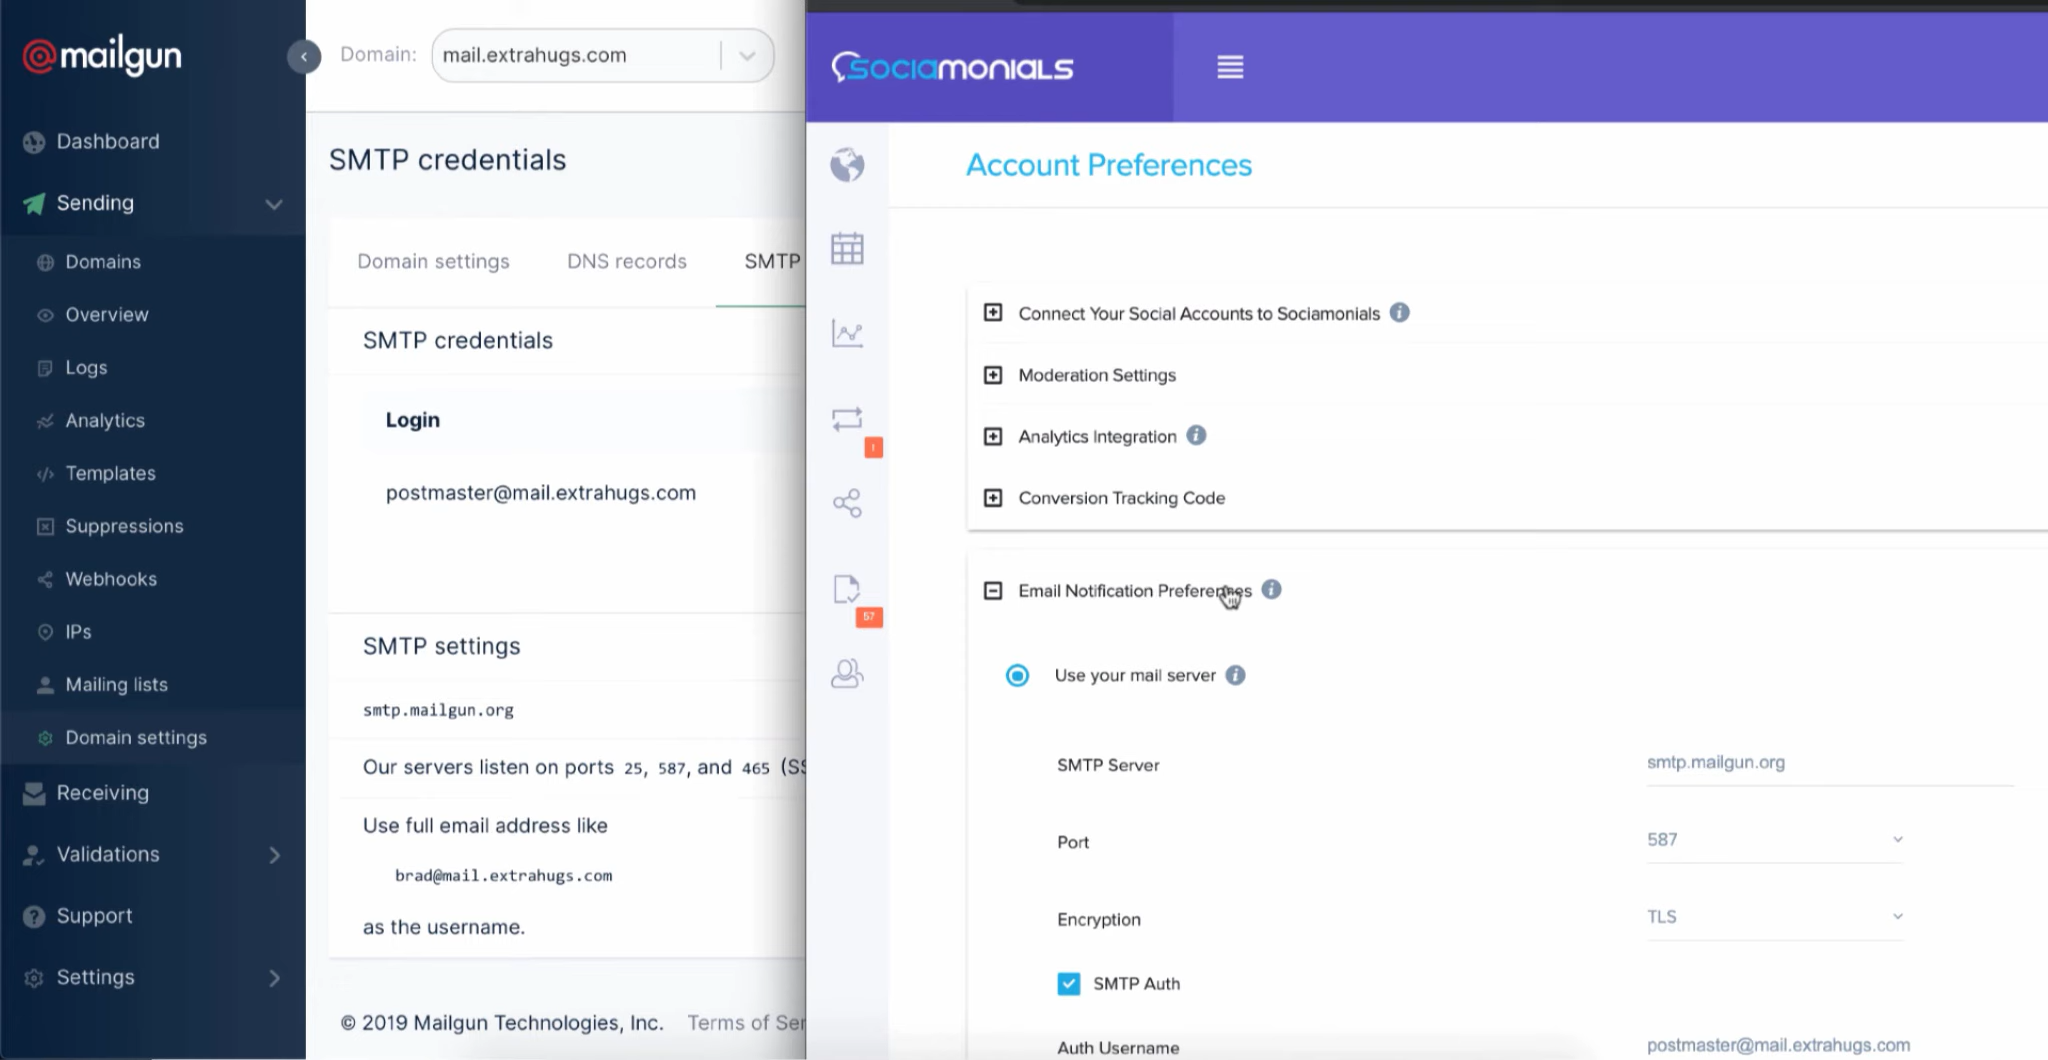 mailgun
Dashboard
Sending
Domains
Overview
Logs
Analytics
Templates
Suppressions
Webhooks
IPs
Mailing lists
Domain settings
Receiving
Validations
Support
Settings
Domain: mail.extrahugs.com
SMTP credentials
Domain settings DNS records SMTP
SMTP credentials
Login
postmaster@mail.extrahugs.com
SMTP settings
smtp.mailgun.org
Our servers listen on ports 25, 587, and 465 (SS
Use full email address like
brad@mail.extrahugs.com
as the username.
© 2019 Mailgun Technologies, Inc. Terms of Ser
SOCIAMONIALS
!
57
Account Preferences
Connect Your Social Accounts to Sociamonials
Moderation Settings
Analytics Integration
Conversion Tracking Code
Email Notification Preferences
Use your mail server
SMTP Server smtp.mailgun.org
Port 587
Encryption TLS
SMTP Auth
Auth Username postmaster@mail.extrahugs.com